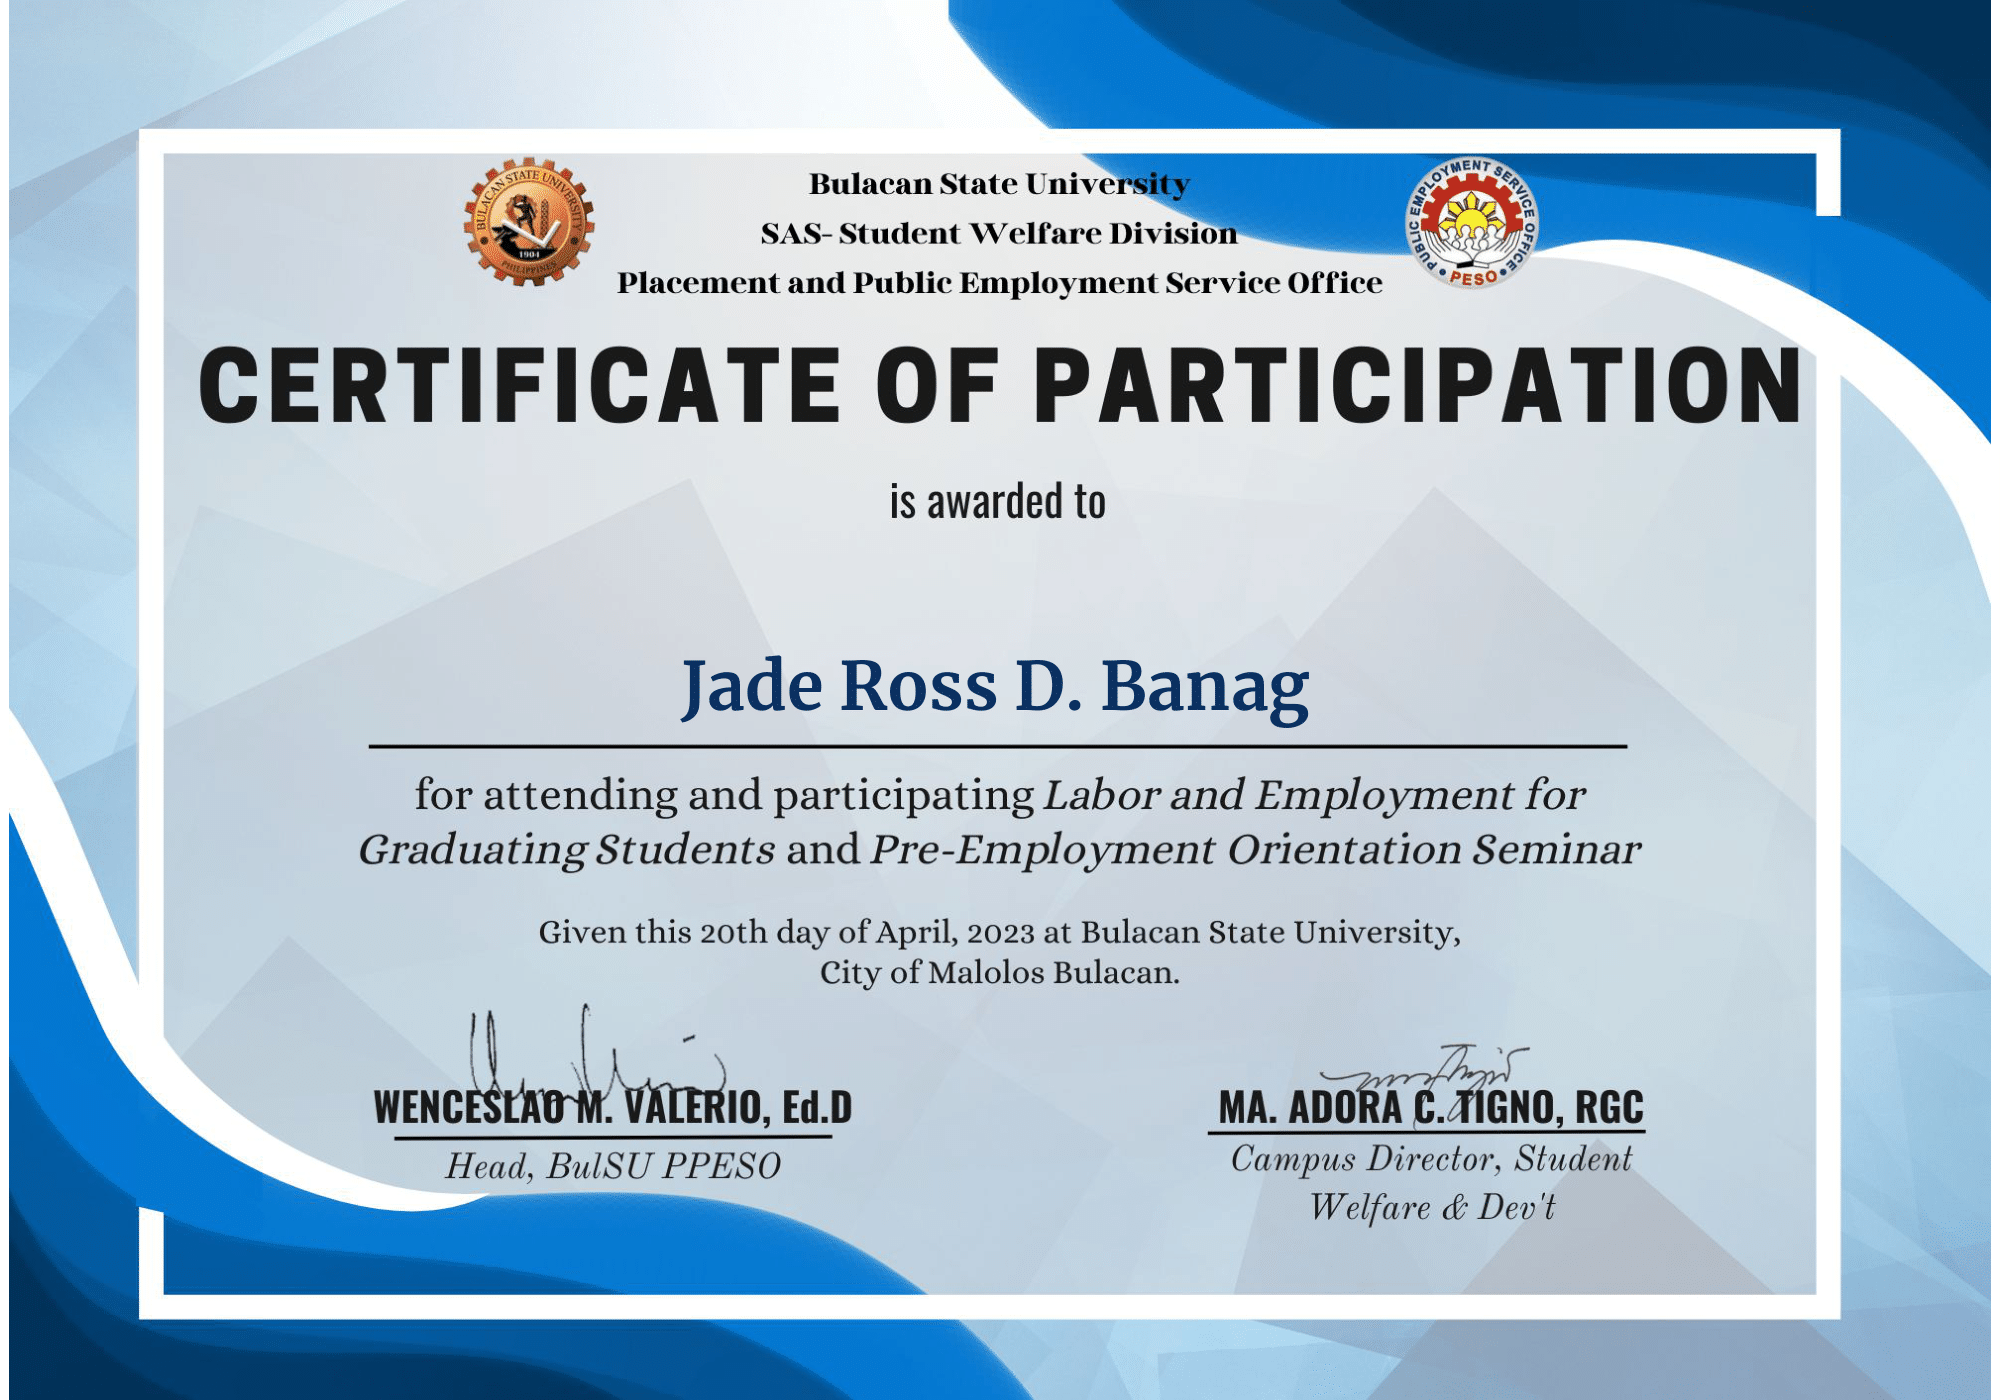 BULACAN STATE UNIVERSITY
1904
PHILIPPINES
Bulacan State University
SAS- Student Welfare Division
Placement and Public Employment Service Office
PUBLIC EMPLOYMENT SERVICE OFFICE
PESO
CERTIFICATE OF PARTICIPATION
is awarded to
Jade Ross D. Banag
for attending and participating Labor and Employment for
Graduating Students and Pre-Employment Orientation Seminar
Given this 20th day of April, 2023 at Bulacan State University,
City of Malolos Bulacan.
WENCESLAO M. VALERIO, Ed.D
Head, BulSU PPESO
MA. ADORA C. TIGNO, RGC
Campus Director, Student
Welfare & Dev't